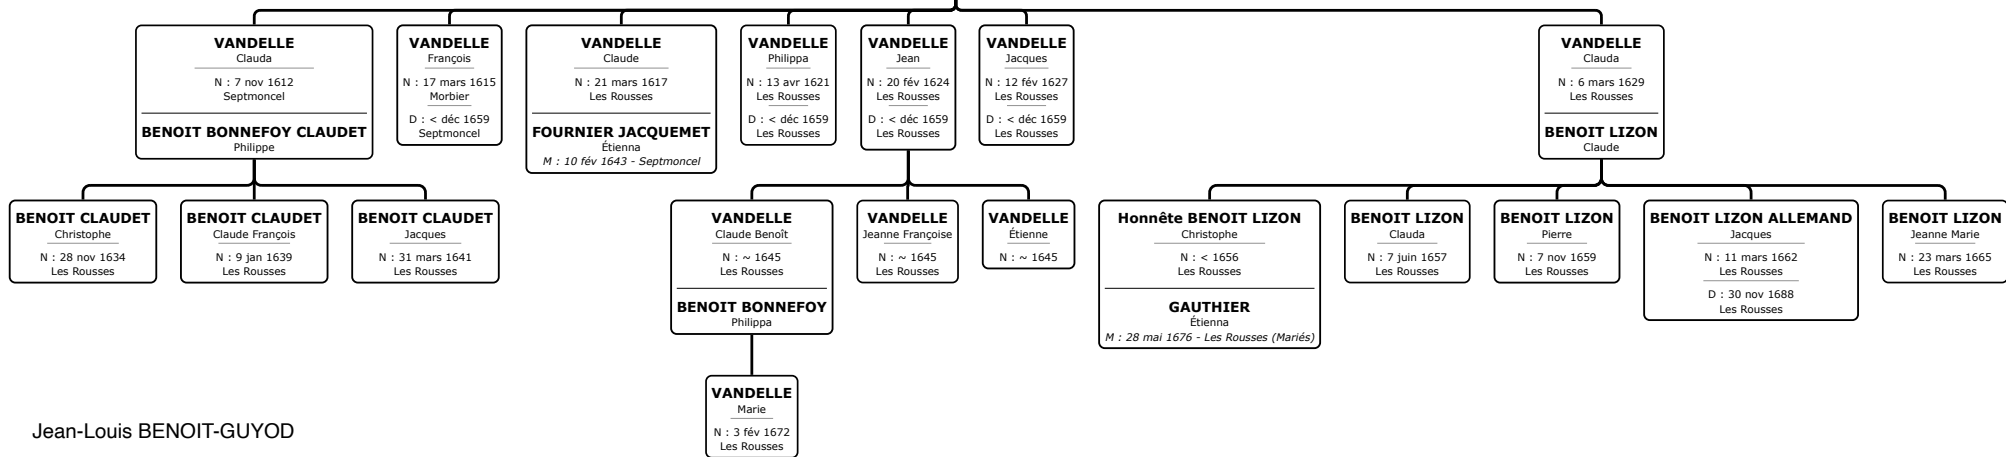 VANDELLE
Clauda
N : 7 nov 1612
Septmoncel
BENOIT BONNEFOY CLAUDET
Philippe
VANDELLE
François
N : 17 mars 1615
Morbier
D : < déc 1659
Septmoncel
VANDELLE
Claude
N : 21 mars 1617
Les Rousses
FOURNIER JACQUEMET
Étienna
M : 10 fév 1643 - Septmoncel
VANDELLE
Philippa
N : 13 avr 1621
Les Rousses
D : < déc 1659
Les Rousses
VANDELLE
Jean
N : 20 fév 1624
Les Rousses
D : < déc 1659
Les Rousses
VANDELLE
Jacques
N : 12 fév 1627
Les Rousses
D : < déc 1659
Les Rousses
VANDELLE
Clauda
N : 6 mars 1629
Les Rousses
BENOIT LIZON
Claude
BENOIT CLAUDET
Christophe
N : 28 nov 1634
Les Rousses
BENOIT CLAUDET
Claude François
N : 9 jan 1639
Les Rousses
BENOIT CLAUDET
Jacques
N : 31 mars 1641
Les Rousses
VANDELLE
Claude Benoît
N : ~ 1645
Les Rousses
BENOIT BONNEFOY
Philippa
VANDELLE
Jeanne Françoise
N : ~ 1645
Les Rousses
VANDELLE
Étienne
N : ~ 1645
Honnête BENOIT LIZON
Christophe
N : < 1656
Les Rousses
GAUTHIER
Étienna
M : 28 mai 1676 - Les Rousses (Mariés)
BENOIT LIZON
Clauda
N : 7 juin 1657
Les Rousses
BENOIT LIZON
Pierre
N : 7 nov 1659
Les Rousses
BENOIT LIZON ALLEMAND
Jacques
N : 11 mars 1662
Les Rousses
D : 30 nov 1688
Les Rousses
BENOIT LIZON
Jeanne Marie
N : 23 mars 1665
Les Rousses
VANDELLE
Marie
N : 3 fév 1672
Les Rousses
Jean-Louis BENOIT-GUYOD